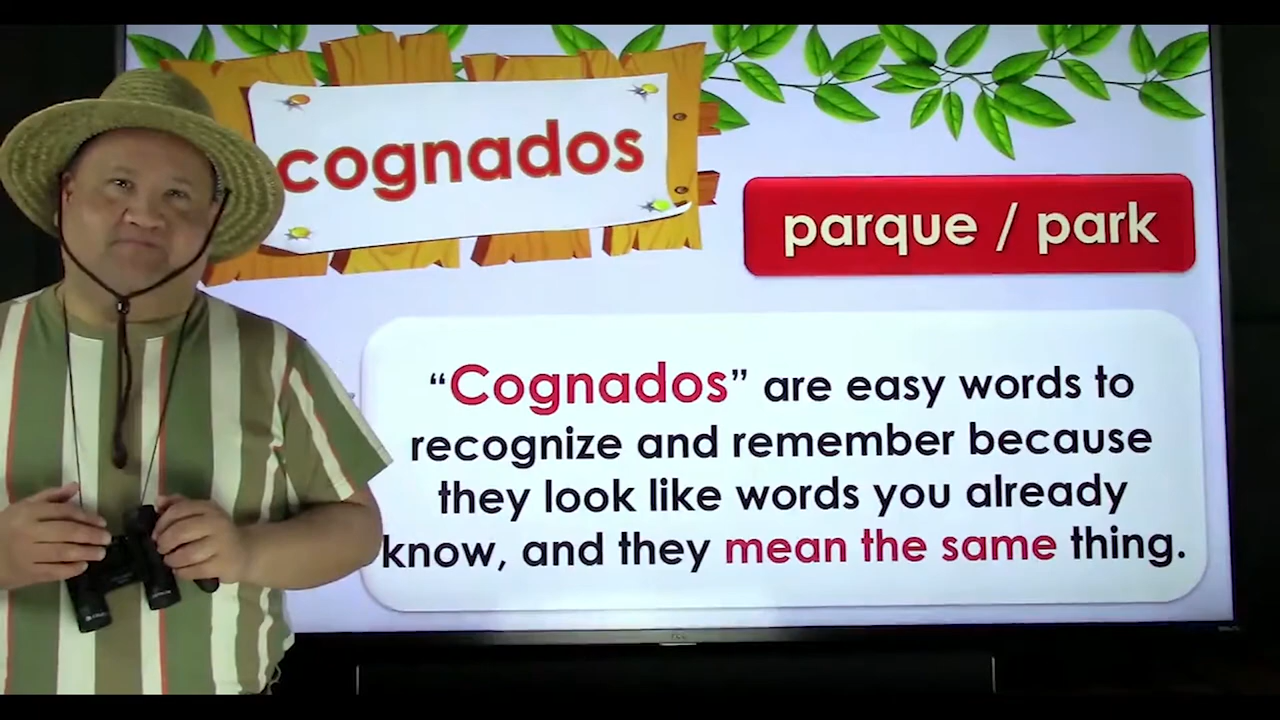 cognados
parque / park
“Cognados” are easy words to
recognize and remember because
they look like words you already
know, and they mean the same thing.